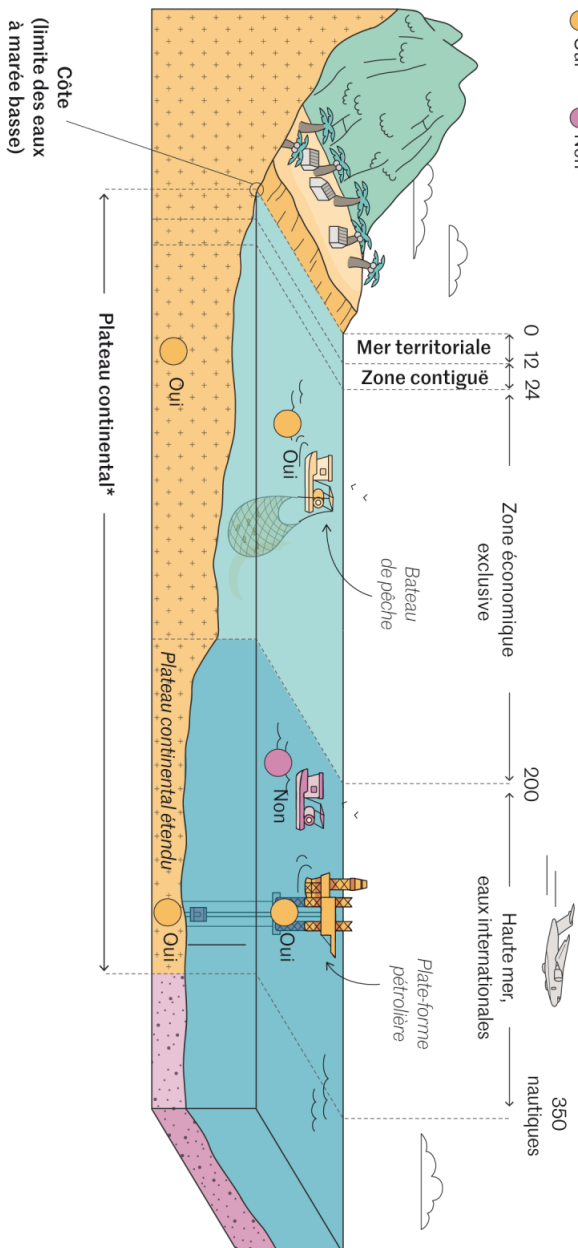 Oui
Non
Côte
(limite des eaux
à marée basse)
0
12
24
200
350
nautiques
Mer territoriale
Zone contiguë
Zone économique
exclusive
Haute mer,
eaux internationales
Bateau
de pêche
Plate-forme
pétrolière
Oui
Non
Oui
Oui
Oui
Plateau continental étendu
Plateau continental*